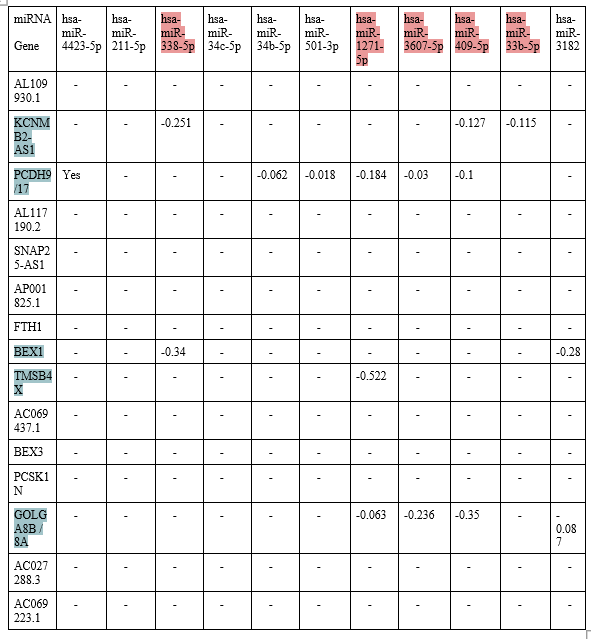 miRNA Gene | hsa-miR-4423-5p | hsa-miR-211-5p | hsa-miR-338-5p | hsa-miR-34c-5p | hsa-miR-34b-5p | hsa-miR-501-3p | hsa-miR-1271-5p | hsa-miR-3607-5p | hsa-miR-409-5p | hsa-miR-33b-5p | hsa-miR-3182
AL109930.1 | - | - | - | - | - | - | - | - | - | - | -
KCNMB2-AS1 | - | - | -0.251 | - | - | - | - | - | -0.127 | -0.115 | -
PCDH9/17 | Yes | - | - | - | -0.062 | -0.018 | -0.184 | -0.03 | -0.1 | | -
AL117190.2 | - | - | - | - | - | - | - | - | - | - | -
SNAP25-AS1 | - | - | - | - | - | - | - | - | - | - | -
AP001825.1 | - | - | - | - | - | - | - | - | - | - | -
FTH1 | - | - | - | - | - | - | - | - | - | - | -
BEX1 | - | - | -0.34 | - | - | - | - | - | - | - | -0.28
TMSB4X | - | - | - | - | - | - | -0.522 | - | - | - | -
AC069437.1 | - | - | - | - | - | - | - | - | - | - | -
BEX3 | - | - | - | - | - | - | - | - | - | - | -
PCSK1N | - | - | - | - | - | - | - | - | - | - | -
GOLGA8B / 8A | - | - | - | - | - | - | -0.063 | -0.236 | -0.35 | - | -0.087
AC027288.3 | - | - | - | - | - | - | - | - | - | - | -
AC069223.1 | - | - | - | - | - | - | - | - | - | - | -